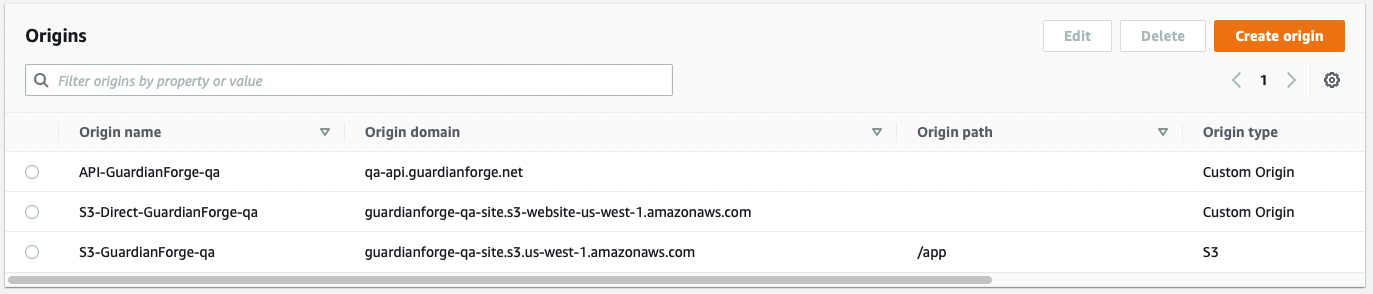 Origins
Edit Delete Create origin
Filter origins by property or value
1
Origin name Origin domain Origin path Origin type
API-GuardianForge-qa qa-api.guardianforge.net Custom Origin
S3-Direct-GuardianForge-qa guardianforge-qa-site.s3-website-us-west-1.amazonaws.com Custom Origin
S3-GuardianForge-qa guardianforge-qa-site.s3.us-west-1.amazonaws.com /app S3